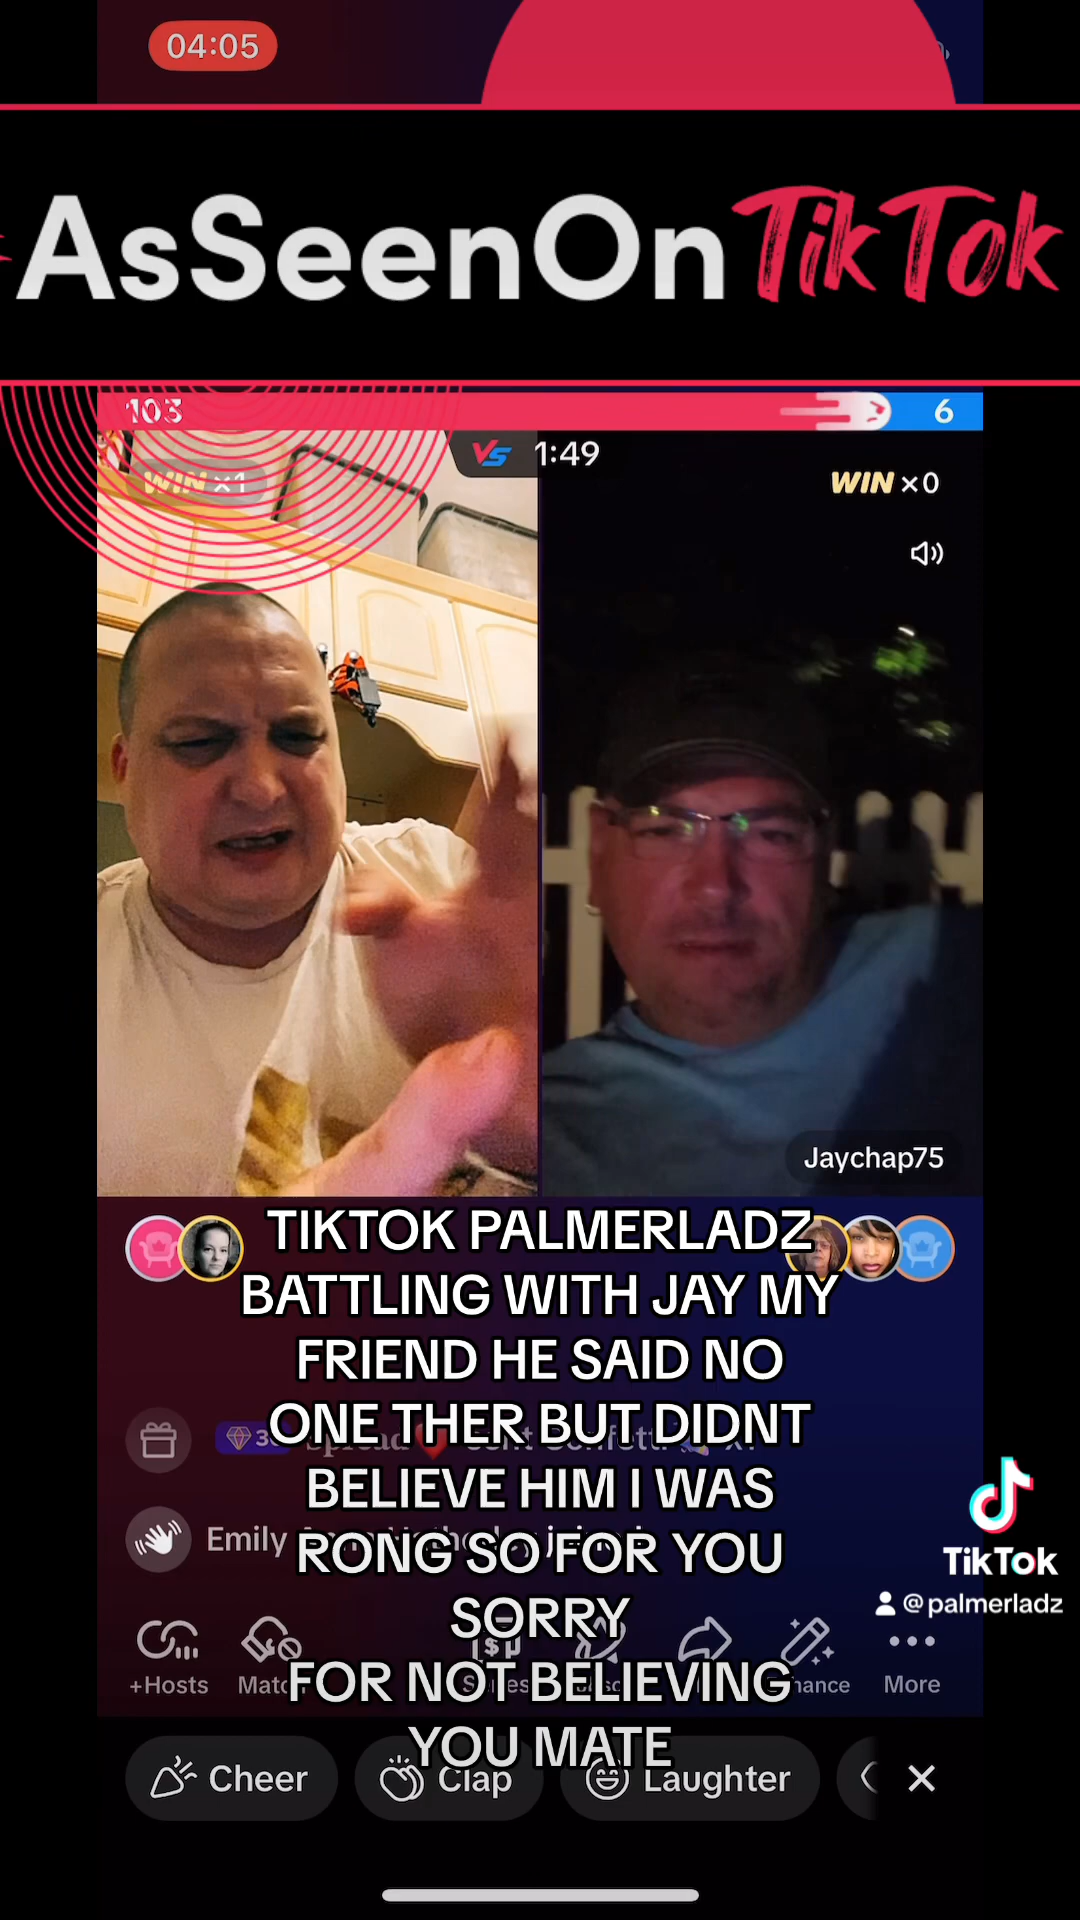 04:05
AsSeenOnTikTok
103
6
VS 1:49
WIN ×1
WIN ×0
Jaychap75
TIKTOK PALMERLADZ
BATTLING WITH JAY MY
FRIEND HE SAID NO
ONE THER BUT DIDNT
BELIEVE HIM I WAS
RONG SO FOR YOU
SORRY
FOR NOT BELIEVING
YOU MATE
Emily
TikTok
@palmerladz
+Hosts
More
Cheer
Clap
Laughter